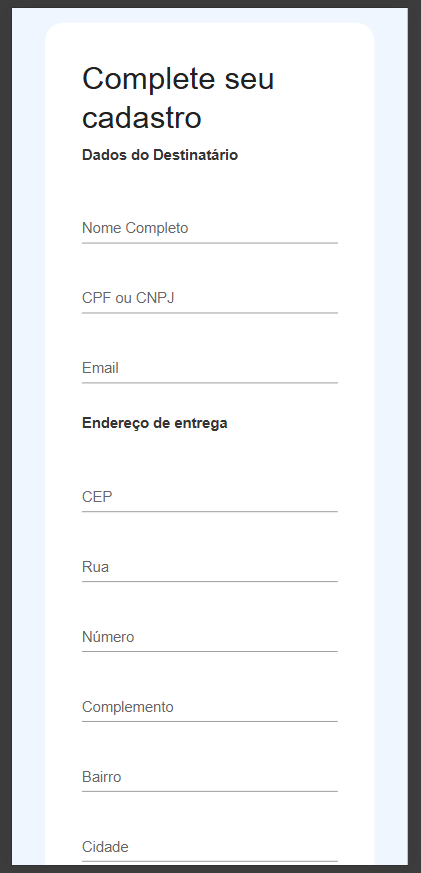 Complete seu
cadastro
Dados do Destinatário
Nome Completo
CPF ou CNPJ
Email
Endereço de entrega
CEP
Rua
Número
Complemento
Bairro
Cidade